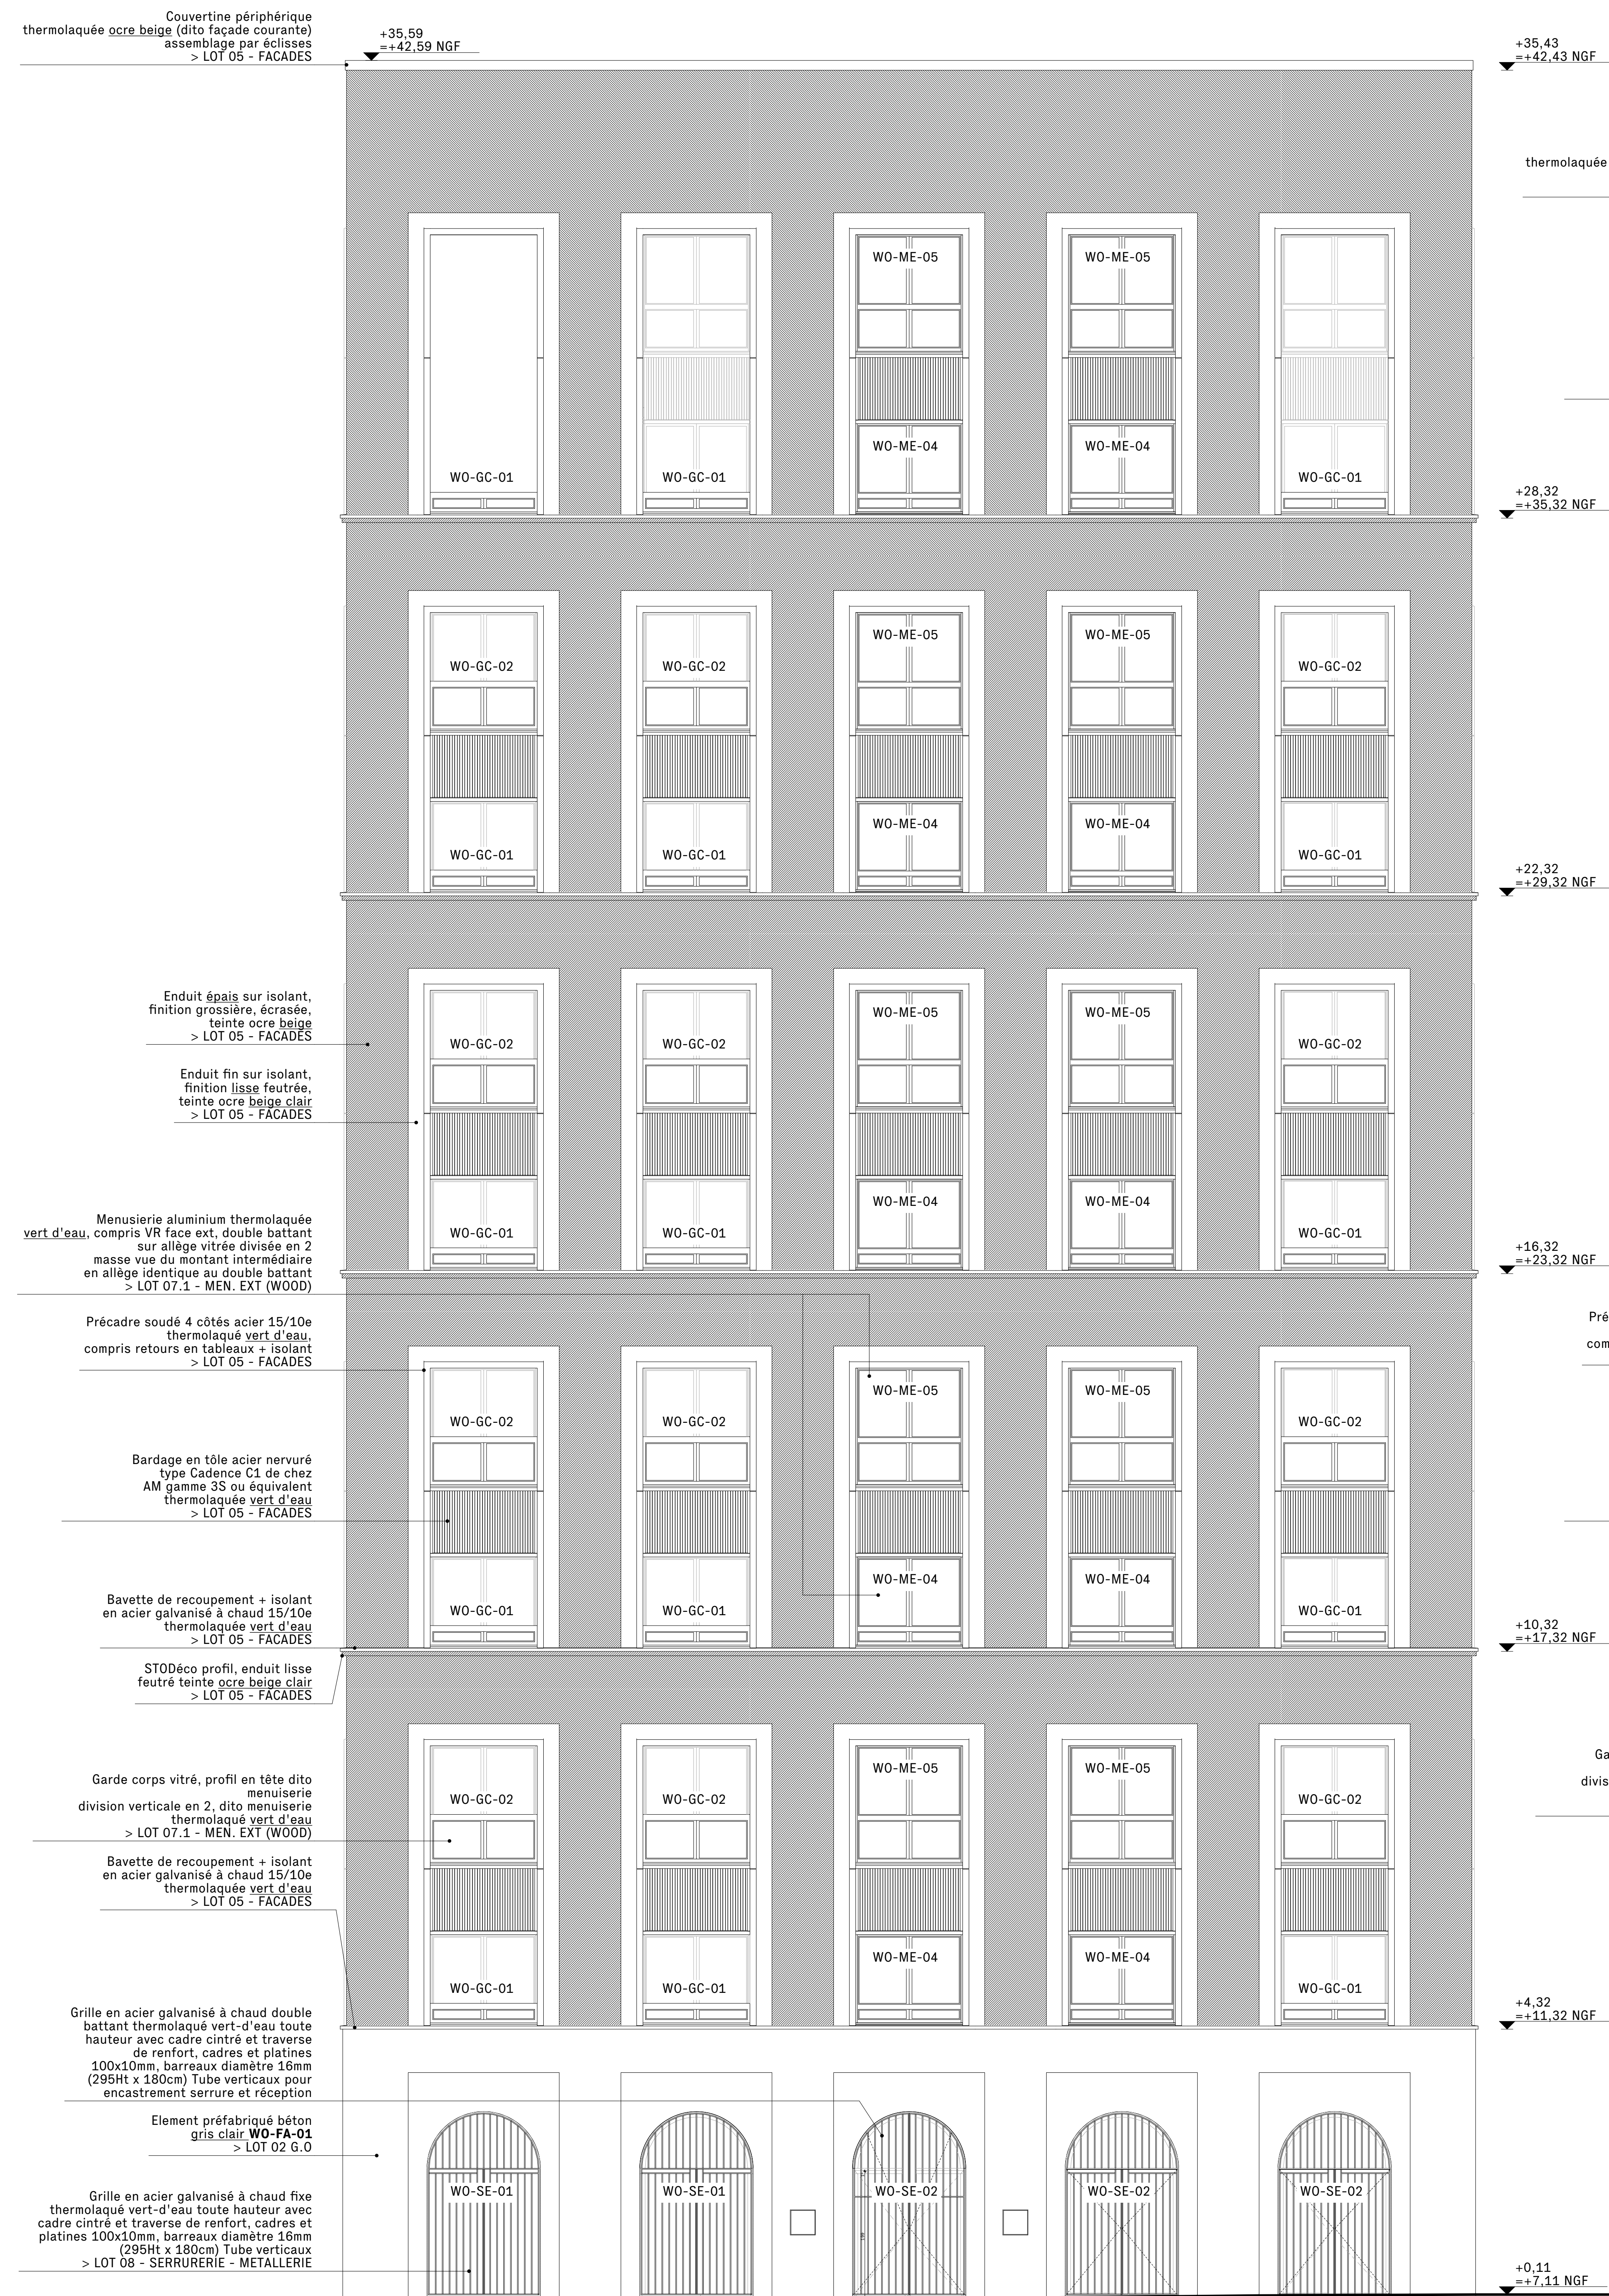 Couvertine périphérique
thermolaquée ocre beige (dito façade courante)
assemblage par éclisses
> LOT 05 - FACADES
+35,59
=+42,59 NGF
+35,43
=+42,43 NGF
thermolaquée
WO-ME-05 WO-ME-05
WO-ME-04 WO-ME-04
WO-GC-01 WO-GC-01 WO-GC-01
+28,32
=+35,32 NGF
WO-ME-05 WO-ME-05
WO-GC-02 WO-GC-02 WO-GC-02
WO-ME-04 WO-ME-04
WO-GC-01 WO-GC-01 WO-GC-01
+22,32
=+29,32 NGF
Enduit épais sur isolant,
finition grossière, écrasée,
teinte ocre beige
> LOT 05 - FACADES
Enduit fin sur isolant,
finition lisse feutrée,
teinte ocre beige clair
> LOT 05 - FACADES
WO-ME-05 WO-ME-05
WO-GC-02 WO-GC-02 WO-GC-02
WO-ME-04 WO-ME-04
WO-GC-01 WO-GC-01 WO-GC-01
+16,32
=+23,32 NGF
Menusierie aluminium thermolaquée
vert d'eau, compris VR face ext, double battant
sur allège vitrée divisée en 2
masse vue du montant intermédiaire
en allège identique au double battant
> LOT 07.1 - MEN. EXT (WOOD)
Précadre soudé 4 côtés acier 15/10e
thermolaqué vert d'eau,
compris retours en tableaux + isolant
> LOT 05 - FACADES
Pré
com
WO-ME-05 WO-ME-05
WO-GC-02 WO-GC-02 WO-GC-02
Bardage en tôle acier nervuré
type Cadence C1 de chez
AM gamme 3S ou équivalent
thermolaquée vert d'eau
> LOT 05 - FACADES
WO-ME-04 WO-ME-04
WO-GC-01 WO-GC-01 WO-GC-01
Bavette de recoupement + isolant
en acier galvanisé à chaud 15/10e
thermolaquée vert d'eau
> LOT 05 - FACADES
+10,32
=+17,32 NGF
STODéco profil, enduit lisse
feutré teinte ocre beige clair
> LOT 05 - FACADES
Ga
divis
WO-ME-05 WO-ME-05
WO-GC-02 WO-GC-02 WO-GC-02
Garde corps vitré, profil en tête dito
menuiserie
division verticale en 2, dito menuiserie
thermolaqué vert d'eau
> LOT 07.1 - MEN. EXT (WOOD)
Bavette de recoupement + isolant
en acier galvanisé à chaud 15/10e
thermolaquée vert d'eau
> LOT 05 - FACADES
WO-ME-04 WO-ME-04
WO-GC-01 WO-GC-01 WO-GC-01
+4,32
=+11,32 NGF
Grille en acier galvanisé à chaud double
battant thermolaqué vert-d'eau toute
hauteur avec cadre cintré et traverse
de renfort, cadres et platines
100x10mm, barreaux diamètre 16mm
(295Ht x 180cm) Tube verticaux pour
encastrement serrure et réception
Element préfabriqué béton
gris clair WO-FA-01
> LOT 02 G.O
WO-SE-01 WO-SE-01 WO-SE-02 WO-SE-02 WO-SE-02
Grille en acier galvanisé à chaud fixe
thermolaqué vert-d'eau toute hauteur avec
cadre cintré et traverse de renfort, cadres et
platines 100x10mm, barreaux diamètre 16mm
(295Ht x 180cm) Tube verticaux
> LOT 08 - SERRURERIE - METALLERIE
+0,11
=+7,11 NGF